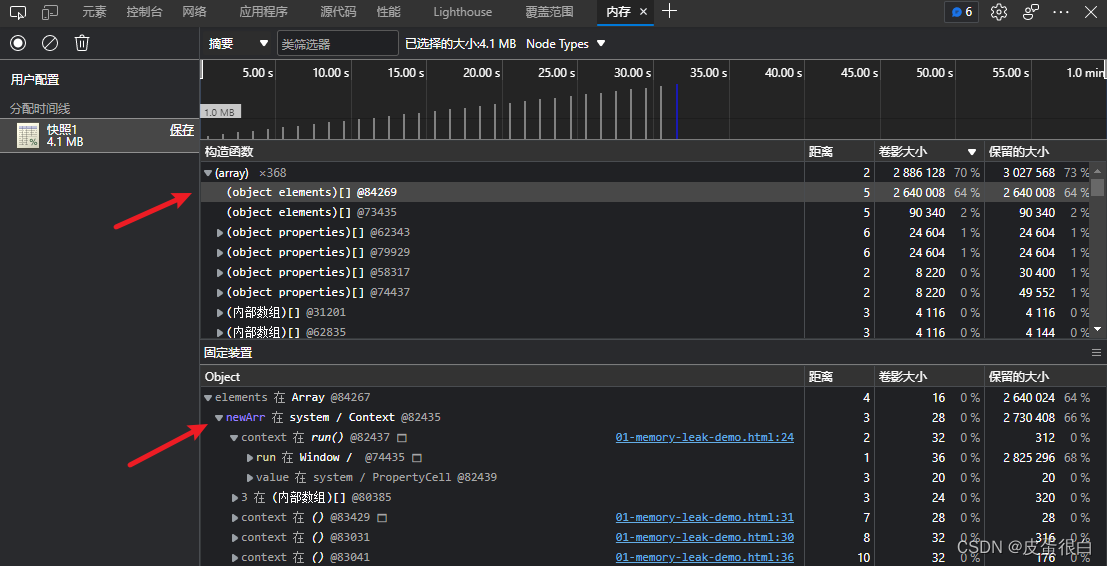 元素 控制台 网络 应用程序 源代码 性能 Lighthouse 覆盖范围 内存 × 6
摘要 类筛选器 已选择的大小:4.1 MB Node Types
用户配置
分配时间线
快照1 保存
4.1 MB
5.00 s 10.00 s 15.00 s 20.00 s 25.00 s 30.00 s 35.00 s 40.00 s 45.00 s 50.00 s 55.00 s 1.0 min
1.0 MB
构造函数 距离 卷影大小 保留的大小
(array) ×368 2 2 886 128 70 % 3 027 568 73 %
(object elements)[] @84269 5 2 640 008 64 % 2 640 008 64 %
(object elements)[] @73435 5 90 340 2 % 90 340 2 %
(object properties)[] @62343 6 24 604 1 % 24 604 1 %
(object properties)[] @79929 6 24 604 1 % 24 604 1 %
(object properties)[] @58317 2 8 220 0 % 30 400 1 %
(object properties)[] @74437 2 8 220 0 % 49 552 1 %
(内部数组)[] @31201 3 4 116 0 % 4 116 0 %
(内部数组)[] @62835 3 4 116 0 % 4 144 0 %
固定装置
Object 距离 卷影大小 保留的大小
elements 在 Array @84267 4 16 0 % 2 640 024 64 %
newArr 在 system / Context @82435 3 28 0 % 2 730 408 66 %
context 在 run() @82437 01-memory-leak-demo.html:24 2 32 0 % 312 0 %
run 在 Window / @74435 1 36 0 % 2 825 296 68 %
value 在 system / PropertyCell @82439 3 20 0 % 20 0 %
3 在 (内部数组)[] @80385 3 24 0 % 320 0 %
context 在 () @83429 01-memory-leak-demo.html:31 7 28 0 % 28 0 %
context 在 () @83031 01-memory-leak-demo.html:30 8 32 0 % 316 0 %
context 在 () @83041 01-memory-leak-demo.html:36 10 32 0 % 176 0 %
CSDN @皮蛋很白